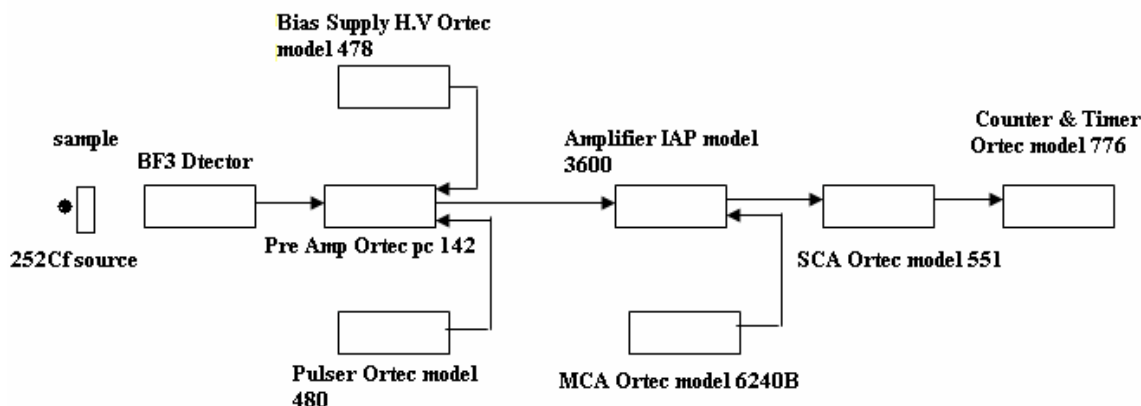 Bias Supply H.V Ortec
model 478
sample
BF3 Dtector
Amplifier IAP model
3600
Counter & Timer
Ortec model 776
252Cf source
Pre Amp Ortec pc 142
SCA Ortec model 551
Pulser Ortec model
480
MCA Ortec model 6240B